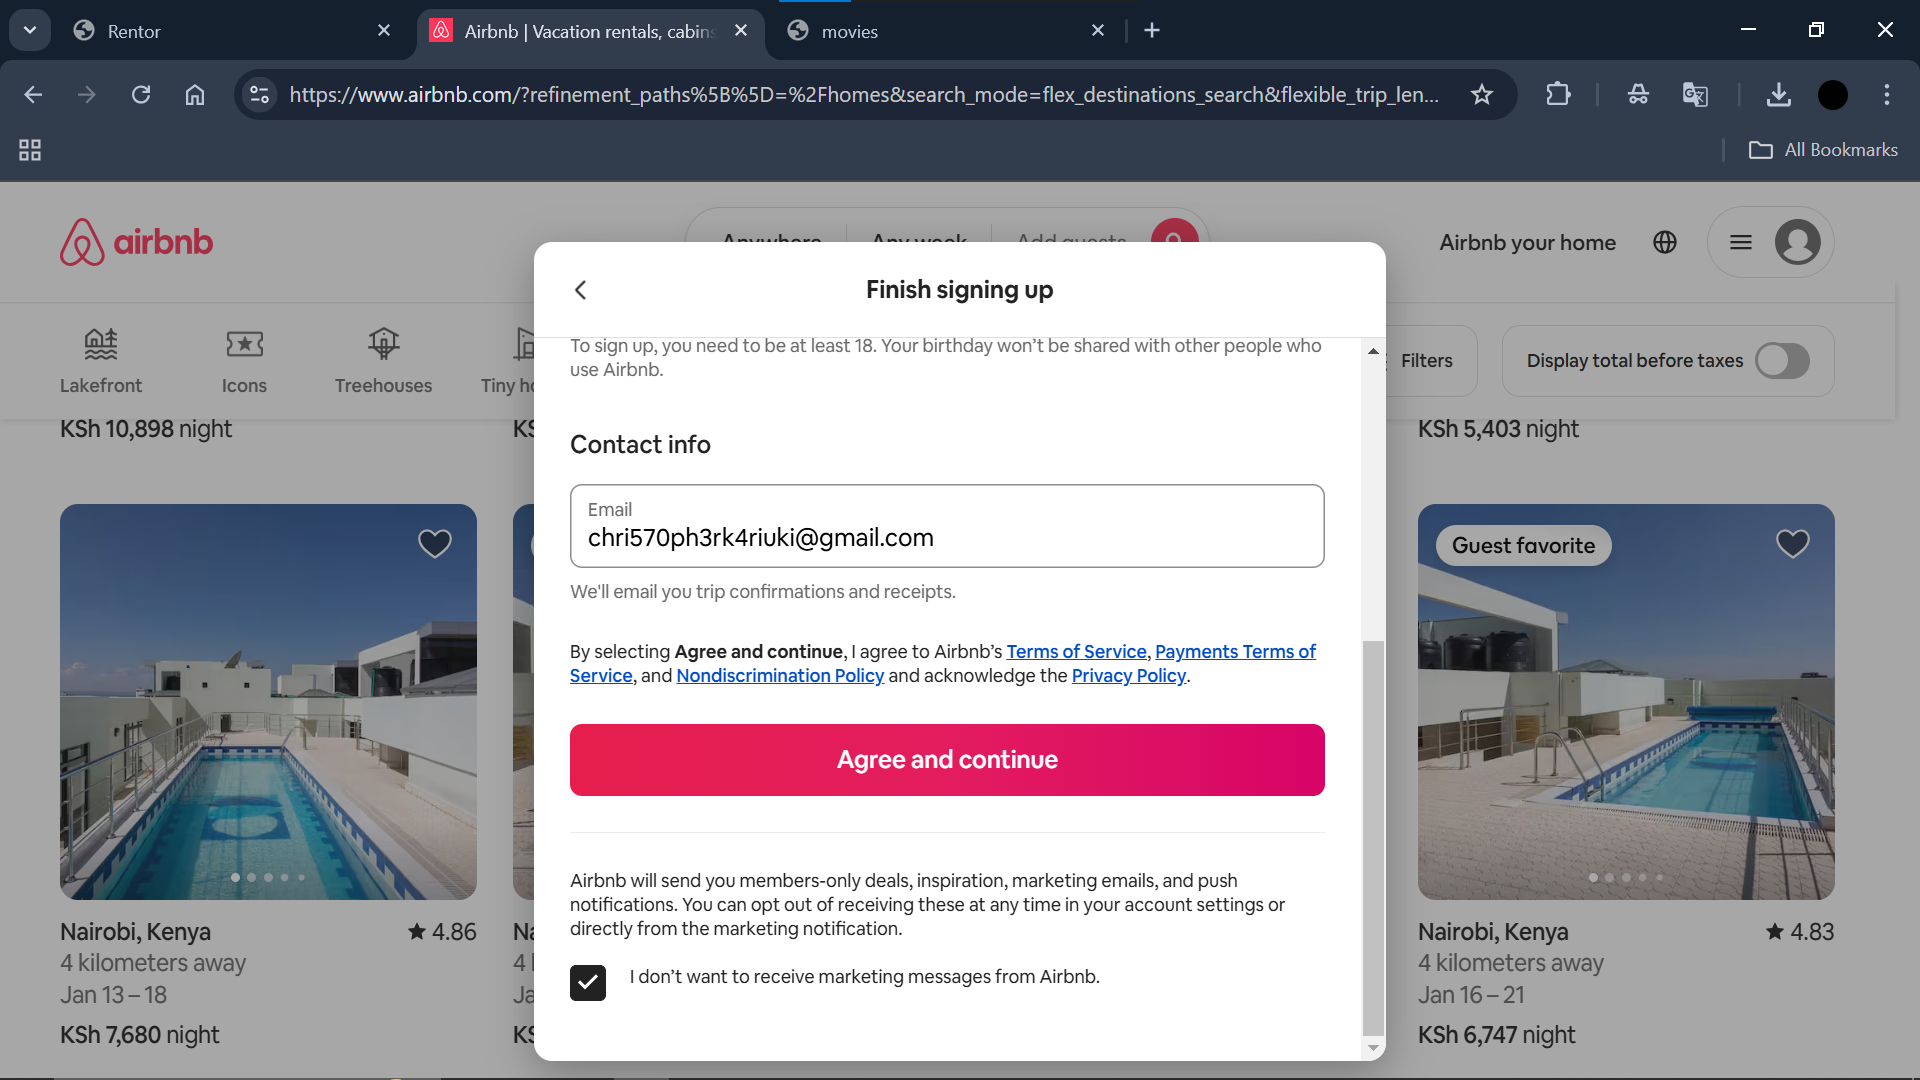 Rentor
Airbnb | Vacation rentals, cabins
movies
https://www.airbnb.com/?refinement_paths%5B%5D=%2Fhomes&search_mode=flex_destinations_search&flexible_trip_len...
All Bookmarks
airbnb
Anywhere
Any week
Add guests
Airbnb your home
Lakefront
Icons
Treehouses
Tiny ho
Filters
Display total before taxes
KSh 10,898 night
KS
KSh 5,403 night
Finish signing up
To sign up, you need to be at least 18. Your birthday won't be shared with other people who
use Airbnb.
Contact info
Email
chri570ph3rk4riuki@gmail.com
We'll email you trip confirmations and receipts.
By selecting Agree and continue, I agree to Airbnb's Terms of Service, Payments Terms of
Service, and Nondiscrimination Policy and acknowledge the Privacy Policy.
Agree and continue
Airbnb will send you members-only deals, inspiration, marketing emails, and push
notifications. You can opt out of receiving these at any time in your account settings or
directly from the marketing notification.
I don't want to receive marketing messages from Airbnb.
Guest favorite
Nairobi, Kenya
4.86
4 kilometers away
Jan 13 – 18
KSh 7,680 night
Na
4
Ja
KS
Nairobi, Kenya
4.83
4 kilometers away
Jan 16 – 21
KSh 6,747 night